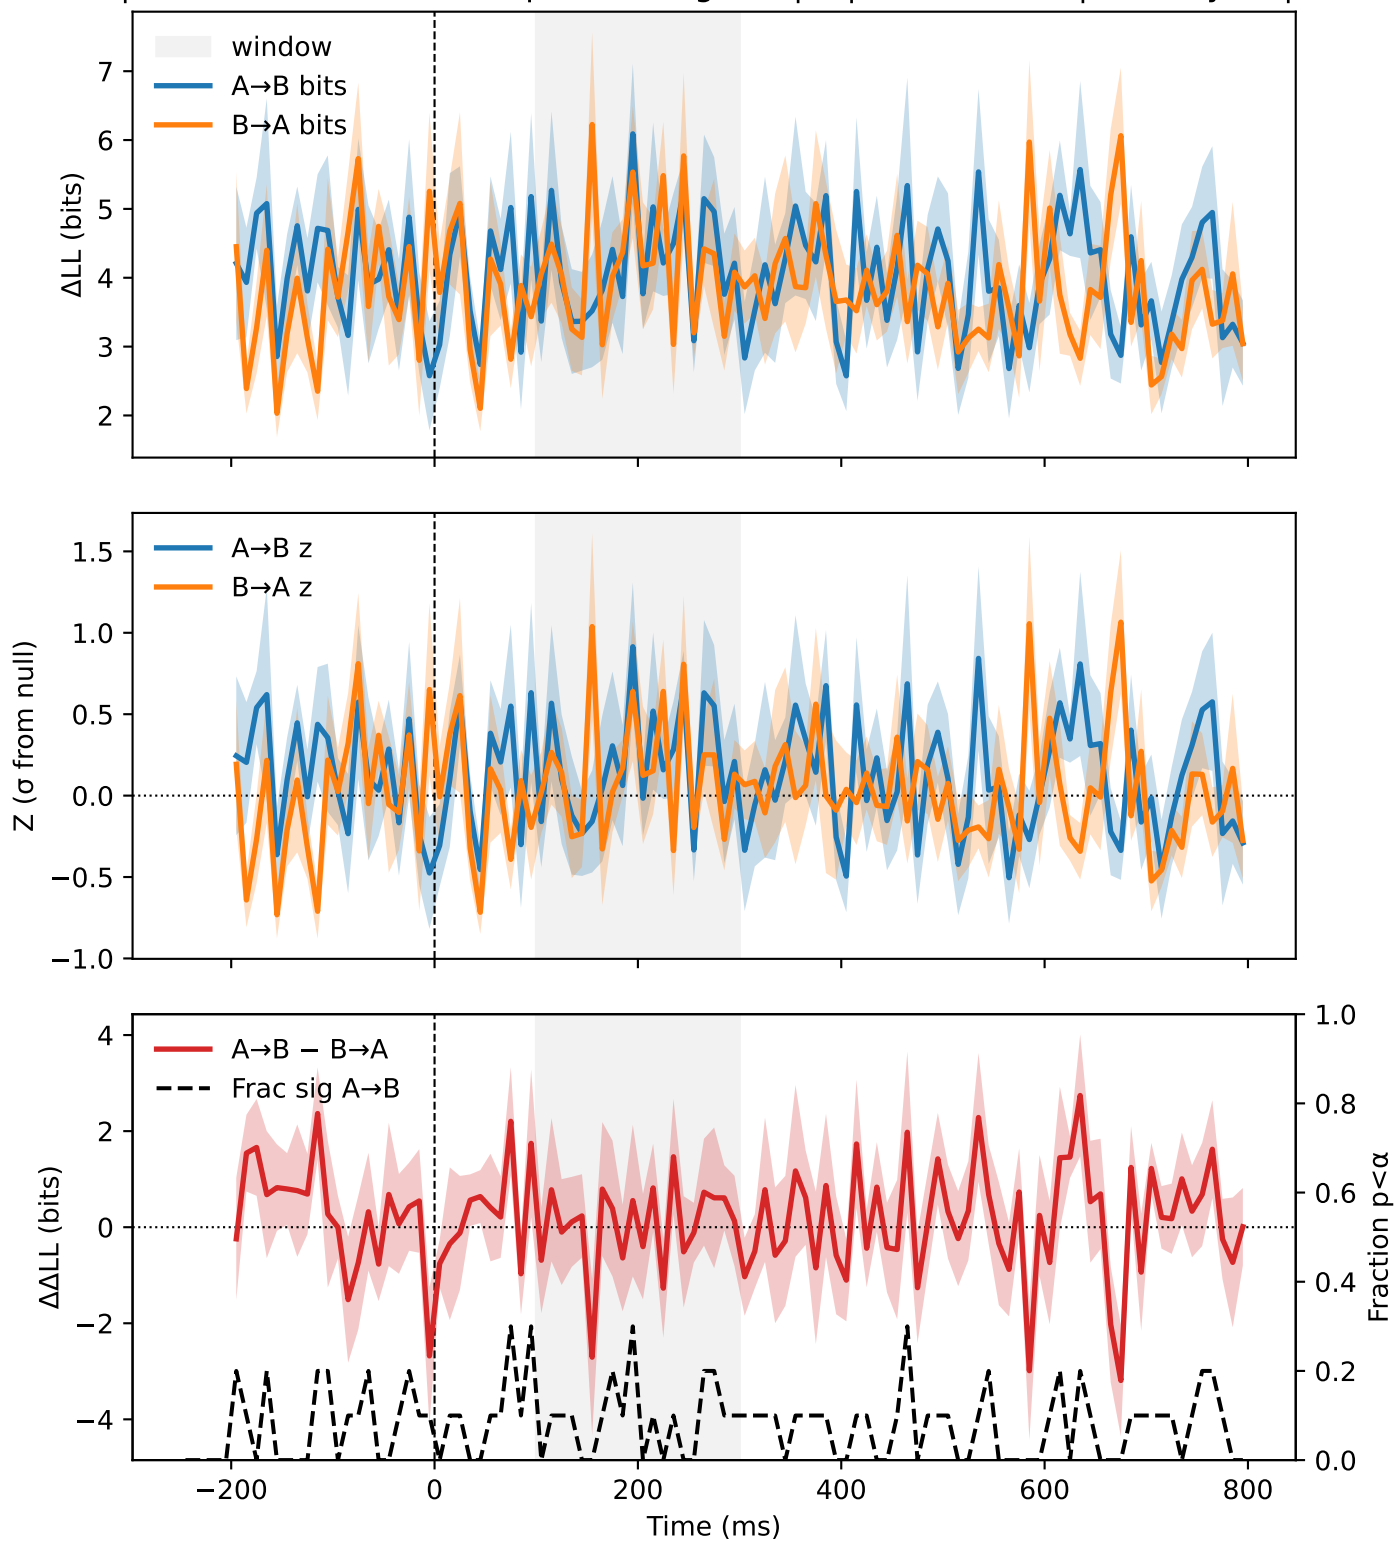 window
A→B bits
B→A bits
7
6
5
4
3
2
ΔLL (bits)
A→B z
B→A z
1.5
1.0
0.5
0.0
−0.5
−1.0
Z (σ from null)
A→B − B→A
Frac sig A→B
4
2
0
−2
−4
ΔΔLL (bits)
1.0
0.8
0.6
0.4
0.2
0.0
Fraction p<α
−200 0 200 400 600 800
Time (ms)